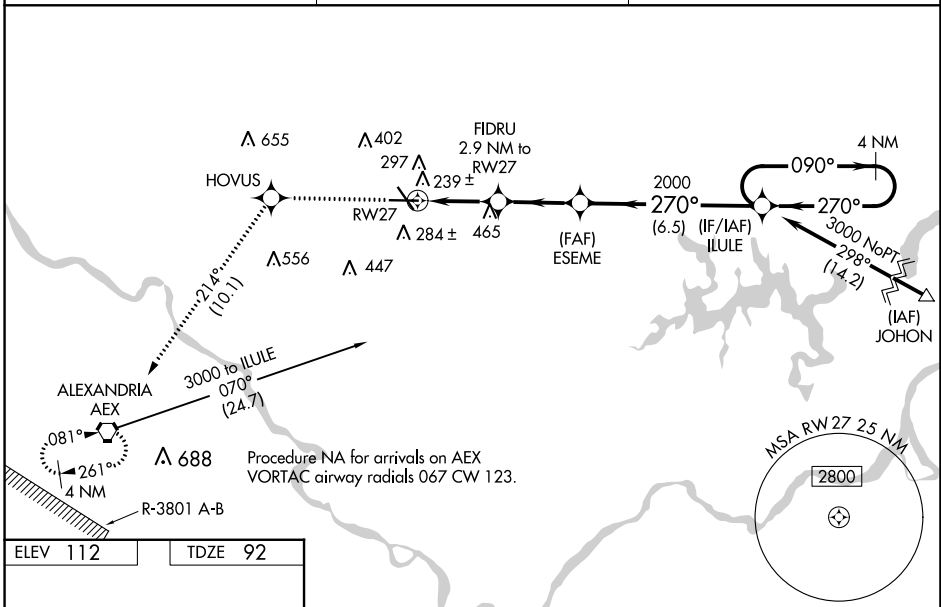 655
402
297
239 ±
FIDRU
2.9 NM to
RW27
4 NM
090°
HOVUS
RW27
2000
270°
(6.5)
(IF/IAF)
ILULE
270°
284 ±
465
(FAF)
ESEME
3000 NoPT
298°
(14.2)
(IAF)
JOHON
556
447
214°
(10.1)
3000 to ILULE
070°
(24.7)
ALEXANDRIA
AEX
081°
261°
4 NM
688
Procedure NA for arrivals on AEX
VORTAC airway radials 067 CW 123.
R-3801 A-B
MSA RW27 25 NM
2800
ELEV 112
TDZE 92